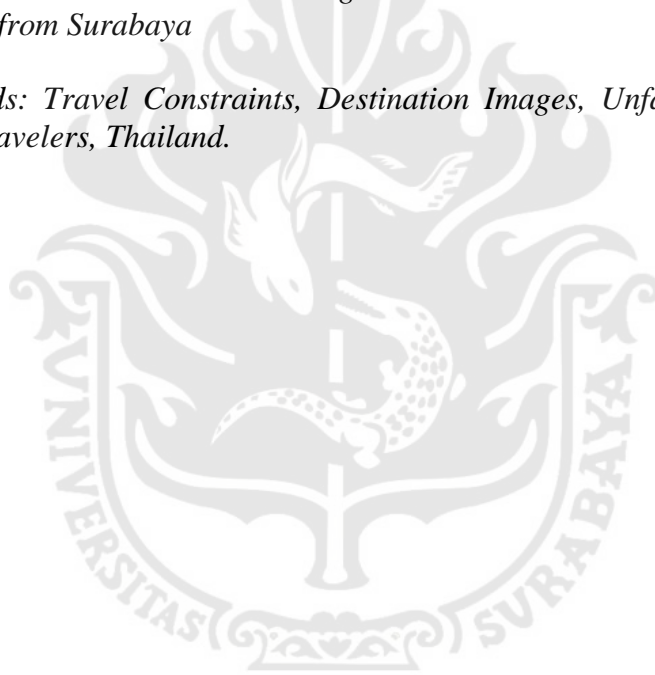 from Surabaya
ds: Travel Constraints, Destination Images, Unfa
avelers, Thailand.
UNIVERSITAS SURABAYA